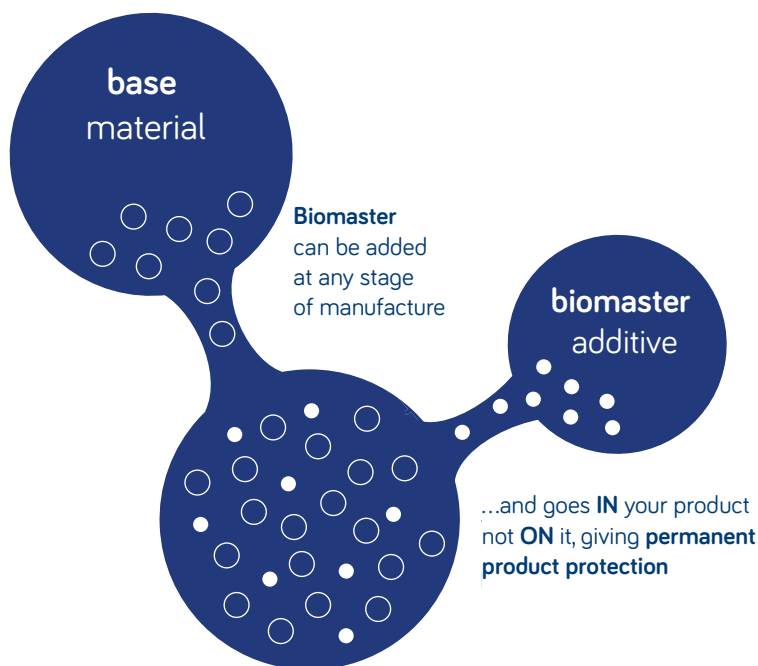 base
material
Biomaster
can be added
at any stage
of manufacture
biomaster
additive
...and goes IN your product
not ON it, giving permanent
product protection